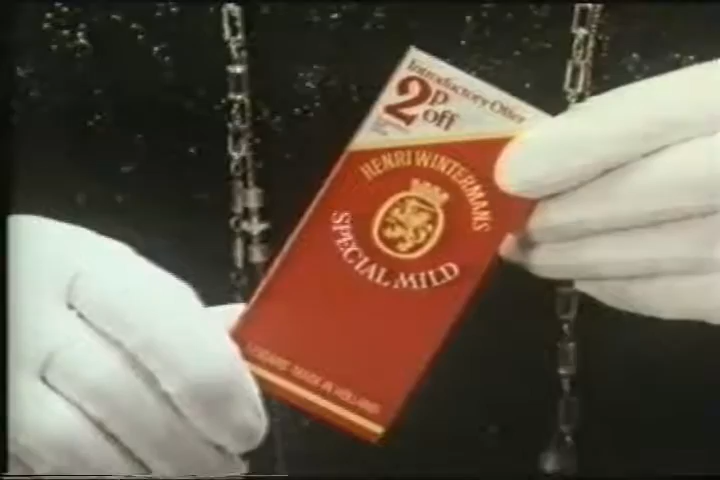 Introductory Offer
2p
off
HENRI WINTERMANS
SPECIAL MILD
MADE IN HOLLAND